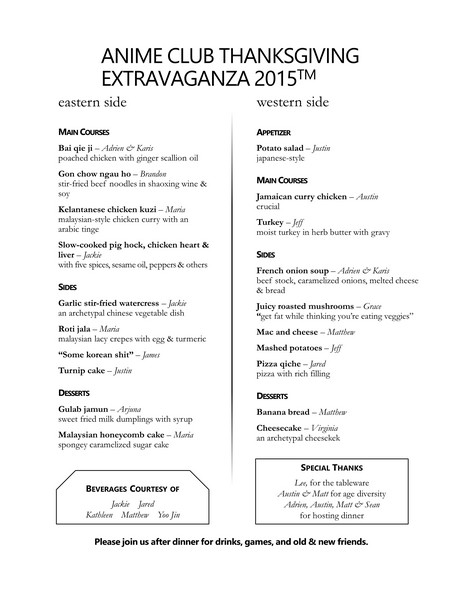 ANIME CLUB THANKSGIVING
EXTRAVAGANZA 2015TM
eastern side
MAIN COURSES
Bai qie ji – Adrien & Karis
poached chicken with ginger scallion oil
Gon chow ngau ho – Brandon
stir-fried beef noodles in shaoxing wine &
soy
Kelantanese chicken kuzi – Maria
malaysian-style chicken curry with an
arabic tinge
Slow-cooked pig hock, chicken heart &
liver – Jackie
with five spices, sesame oil, peppers & others
SIDES
Garlic stir-fried watercress – Jackie
an archetypal chinese vegetable dish
Roti jala – Maria
malaysian lacy crepes with egg & turmeric
“Some korean shit” – James
Turnip cake – Justin
DESSERTS
Gulab jamun – Arjuna
sweet fried milk dumplings with syrup
Malaysian honeycomb cake – Maria
spongey caramelized sugar cake
BEVERAGES COURTESY OF
Jackie Jared
Kathleen Matthew Yoo Jin
western side
APPETIZER
Potato salad – Justin
japanese-style
MAIN COURSES
Jamaican curry chicken – Austin
crucial
Turkey – Jeff
moist turkey in herb butter with gravy
SIDES
French onion soup – Adrien & Karis
beef stock, caramelized onions, melted cheese
& bread
Juicy roasted mushrooms – Grace
“get fat while thinking you’re eating veggies”
Mac and cheese – Matthew
Mashed potatoes – Jeff
Pizza qiche – Jared
pizza with rich filling
DESSERTS
Banana bread – Matthew
Cheesecake – Virginia
an archetypal cheesekek
SPECIAL THANKS
Lee, for the tableware
Austin & Matt for age diversity
Adrien, Austin, Matt & Sean
for hosting dinner
Please join us after dinner for drinks, games, and old & new friends.